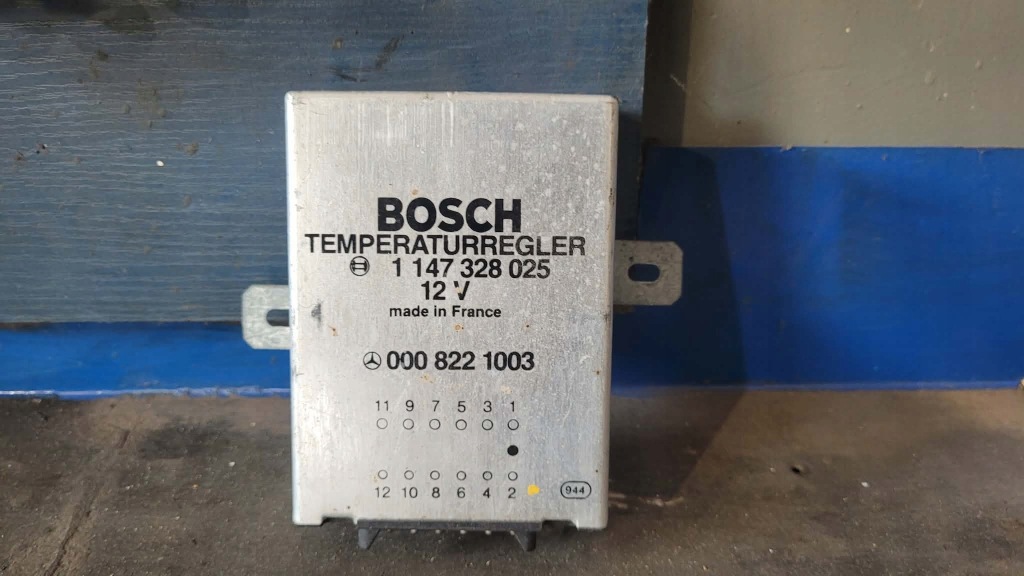 BOSCH
TEMPERATURREGLER
1 147 328 025
12 V
made in France
000 822 1003
11 9 7 5 3 1
12 10 8 6 4 2
944